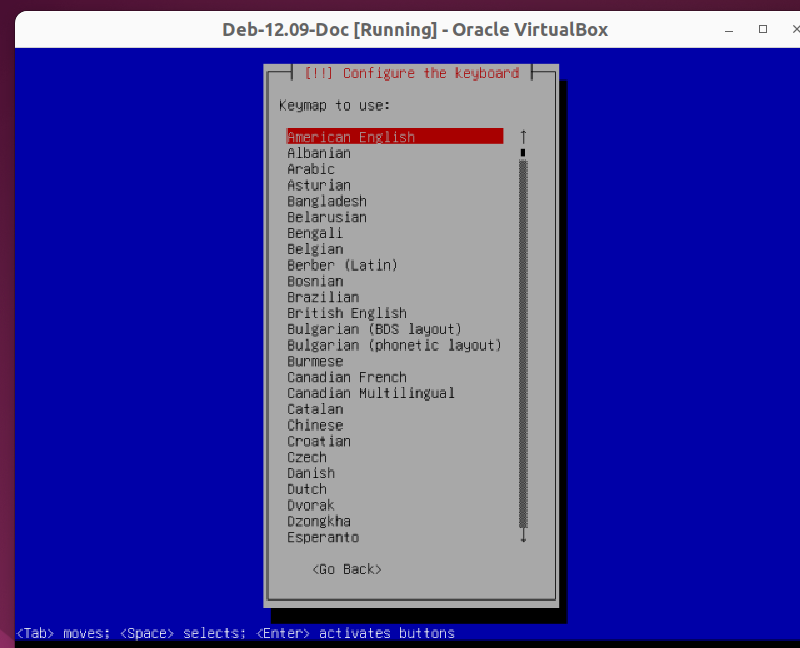 Deb-12.09-Doc [Running] - Oracle VirtualBox
[!!] Configure the keyboard
Keymap to use:
American English
Albanian
Arabic
Asturian
Bangladesh
Belarusian
Bengali
Belgian
Berber (Latin)
Bosnian
Brazilian
British English
Bulgarian (BDS layout)
Bulgarian (phonetic layout)
Burmese
Canadian French
Canadian Multilingual
Catalan
Chinese
Croatian
Czech
Danish
Dutch
Dvorak
Dzongkha
Esperanto
<Go Back>
<Tab> moves; <Space> selects; <Enter> activates buttons